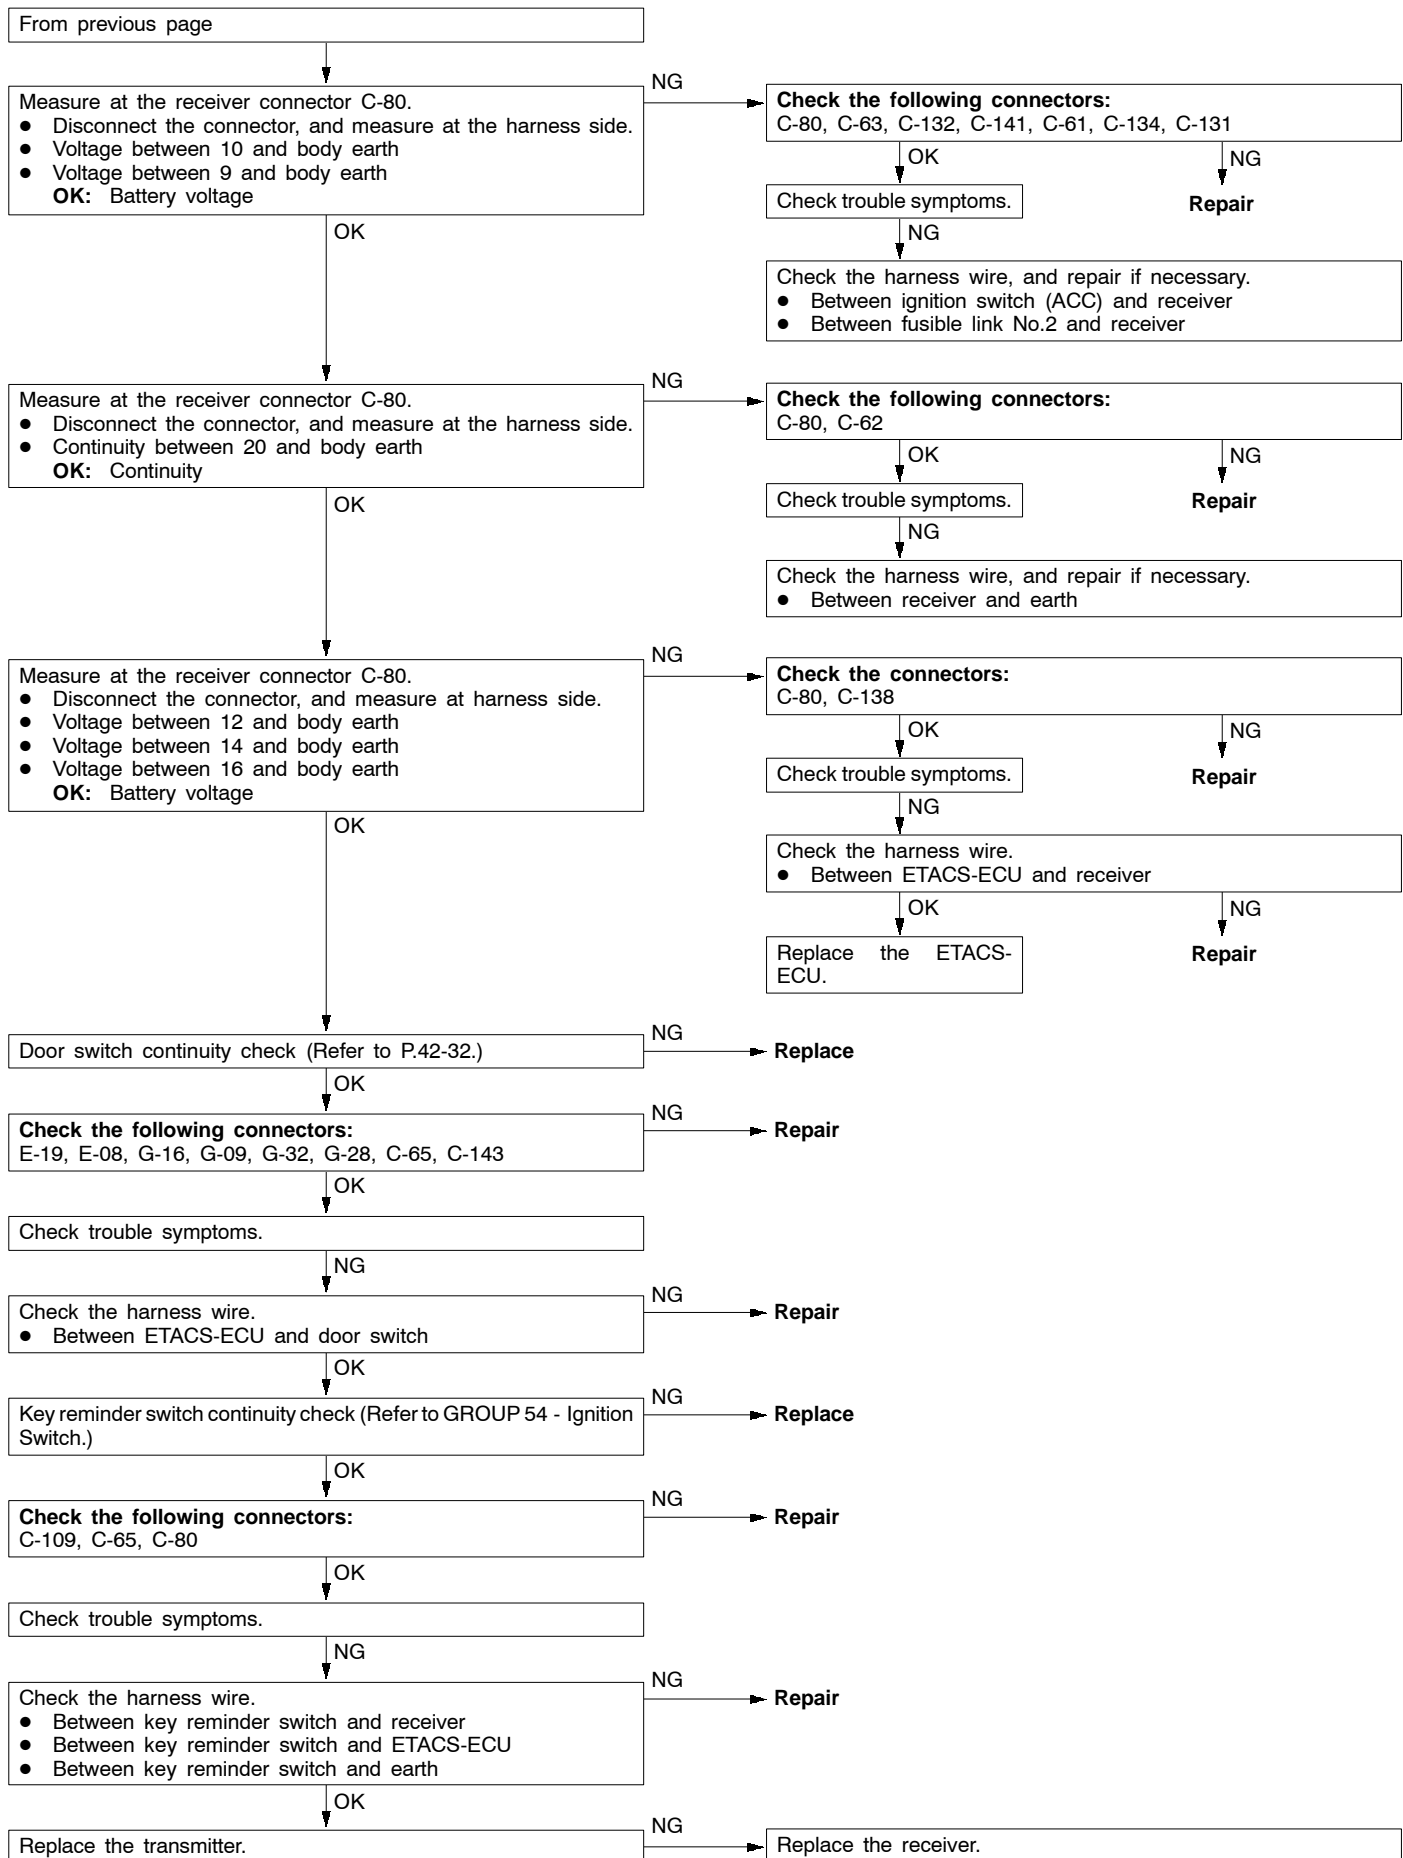 From previous page
NG
Measure at the receiver connector C-80.
● Disconnect the connector, and measure at the harness side.
● Voltage between 10 and body earth
● Voltage between 9 and body earth
OK: Battery voltage
Check the following connectors:
C-80, C-63, C-132, C-141, C-61, C-134, C-131
OK
NG
Check trouble symptoms.
Repair
NG
Check the harness wire, and repair if necessary.
● Between ignition switch (ACC) and receiver
● Between fusible link No.2 and receiver
OK
NG
Measure at the receiver connector C-80.
● Disconnect the connector, and measure at the harness side.
● Continuity between 20 and body earth
OK: Continuity
Check the following connectors:
C-80, C-62
OK
NG
Check trouble symptoms.
Repair
NG
Check the harness wire, and repair if necessary.
● Between receiver and earth
OK
NG
Measure at the receiver connector C-80.
● Disconnect the connector, and measure at harness side.
● Voltage between 12 and body earth
● Voltage between 14 and body earth
● Voltage between 16 and body earth
OK: Battery voltage
Check the connectors:
C-80, C-138
OK
NG
Check trouble symptoms.
Repair
NG
Check the harness wire.
● Between ETACS-ECU and receiver
OK
NG
Replace the ETACS-
ECU.
Repair
OK
Door switch continuity check (Refer to P.42-32.)
NG
Replace
OK
Check the following connectors:
E-19, E-08, G-16, G-09, G-32, G-28, C-65, C-143
NG
Repair
OK
Check trouble symptoms.
NG
Check the harness wire.
● Between ETACS-ECU and door switch
NG
Repair
OK
Key reminder switch continuity check (Refer to GROUP 54 - Ignition
Switch.)
NG
Replace
OK
Check the following connectors:
C-109, C-65, C-80
NG
Repair
OK
Check trouble symptoms.
NG
Check the harness wire.
● Between key reminder switch and receiver
● Between key reminder switch and ETACS-ECU
● Between key reminder switch and earth
NG
Repair
OK
Replace the transmitter.
NG
Replace the receiver.